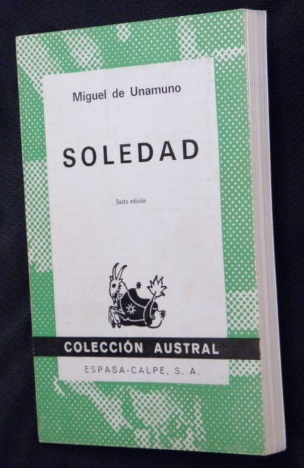 Miguel de Unamuno
SOLEDAD
Sexta edición
COLECCIÓN AUSTRAL
ESPASA-CALPE, S. A.